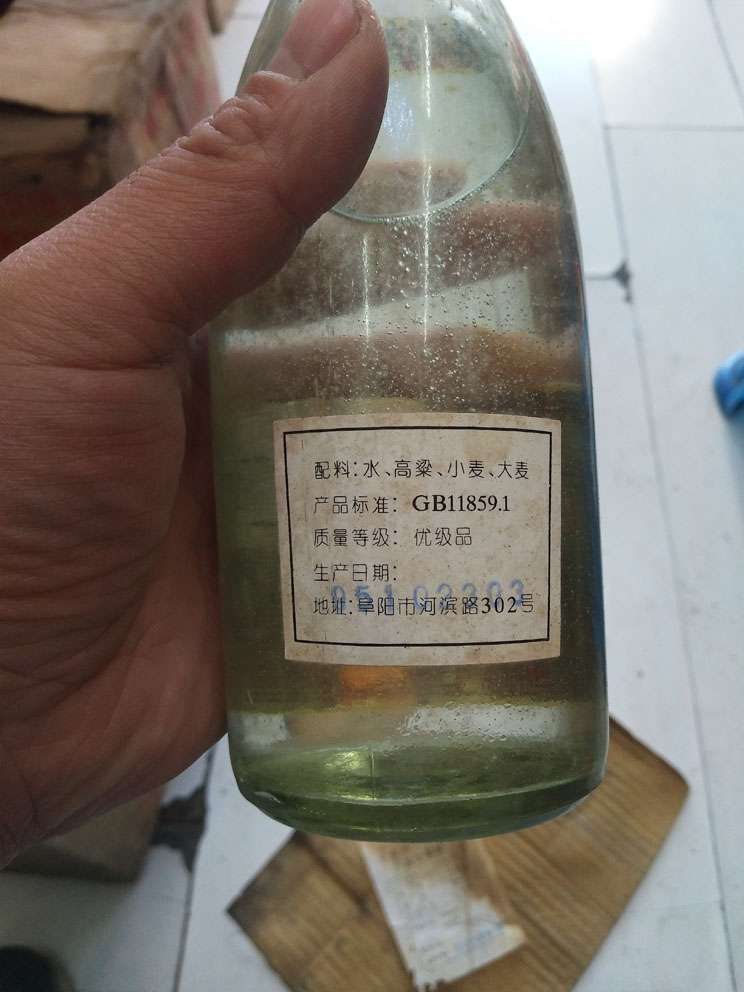 配料:水、高粱、小麦、大麦
产品标准: GB11859.1
质量等级: 优级品
生产日期:
地址:阜阳市河滨路302号